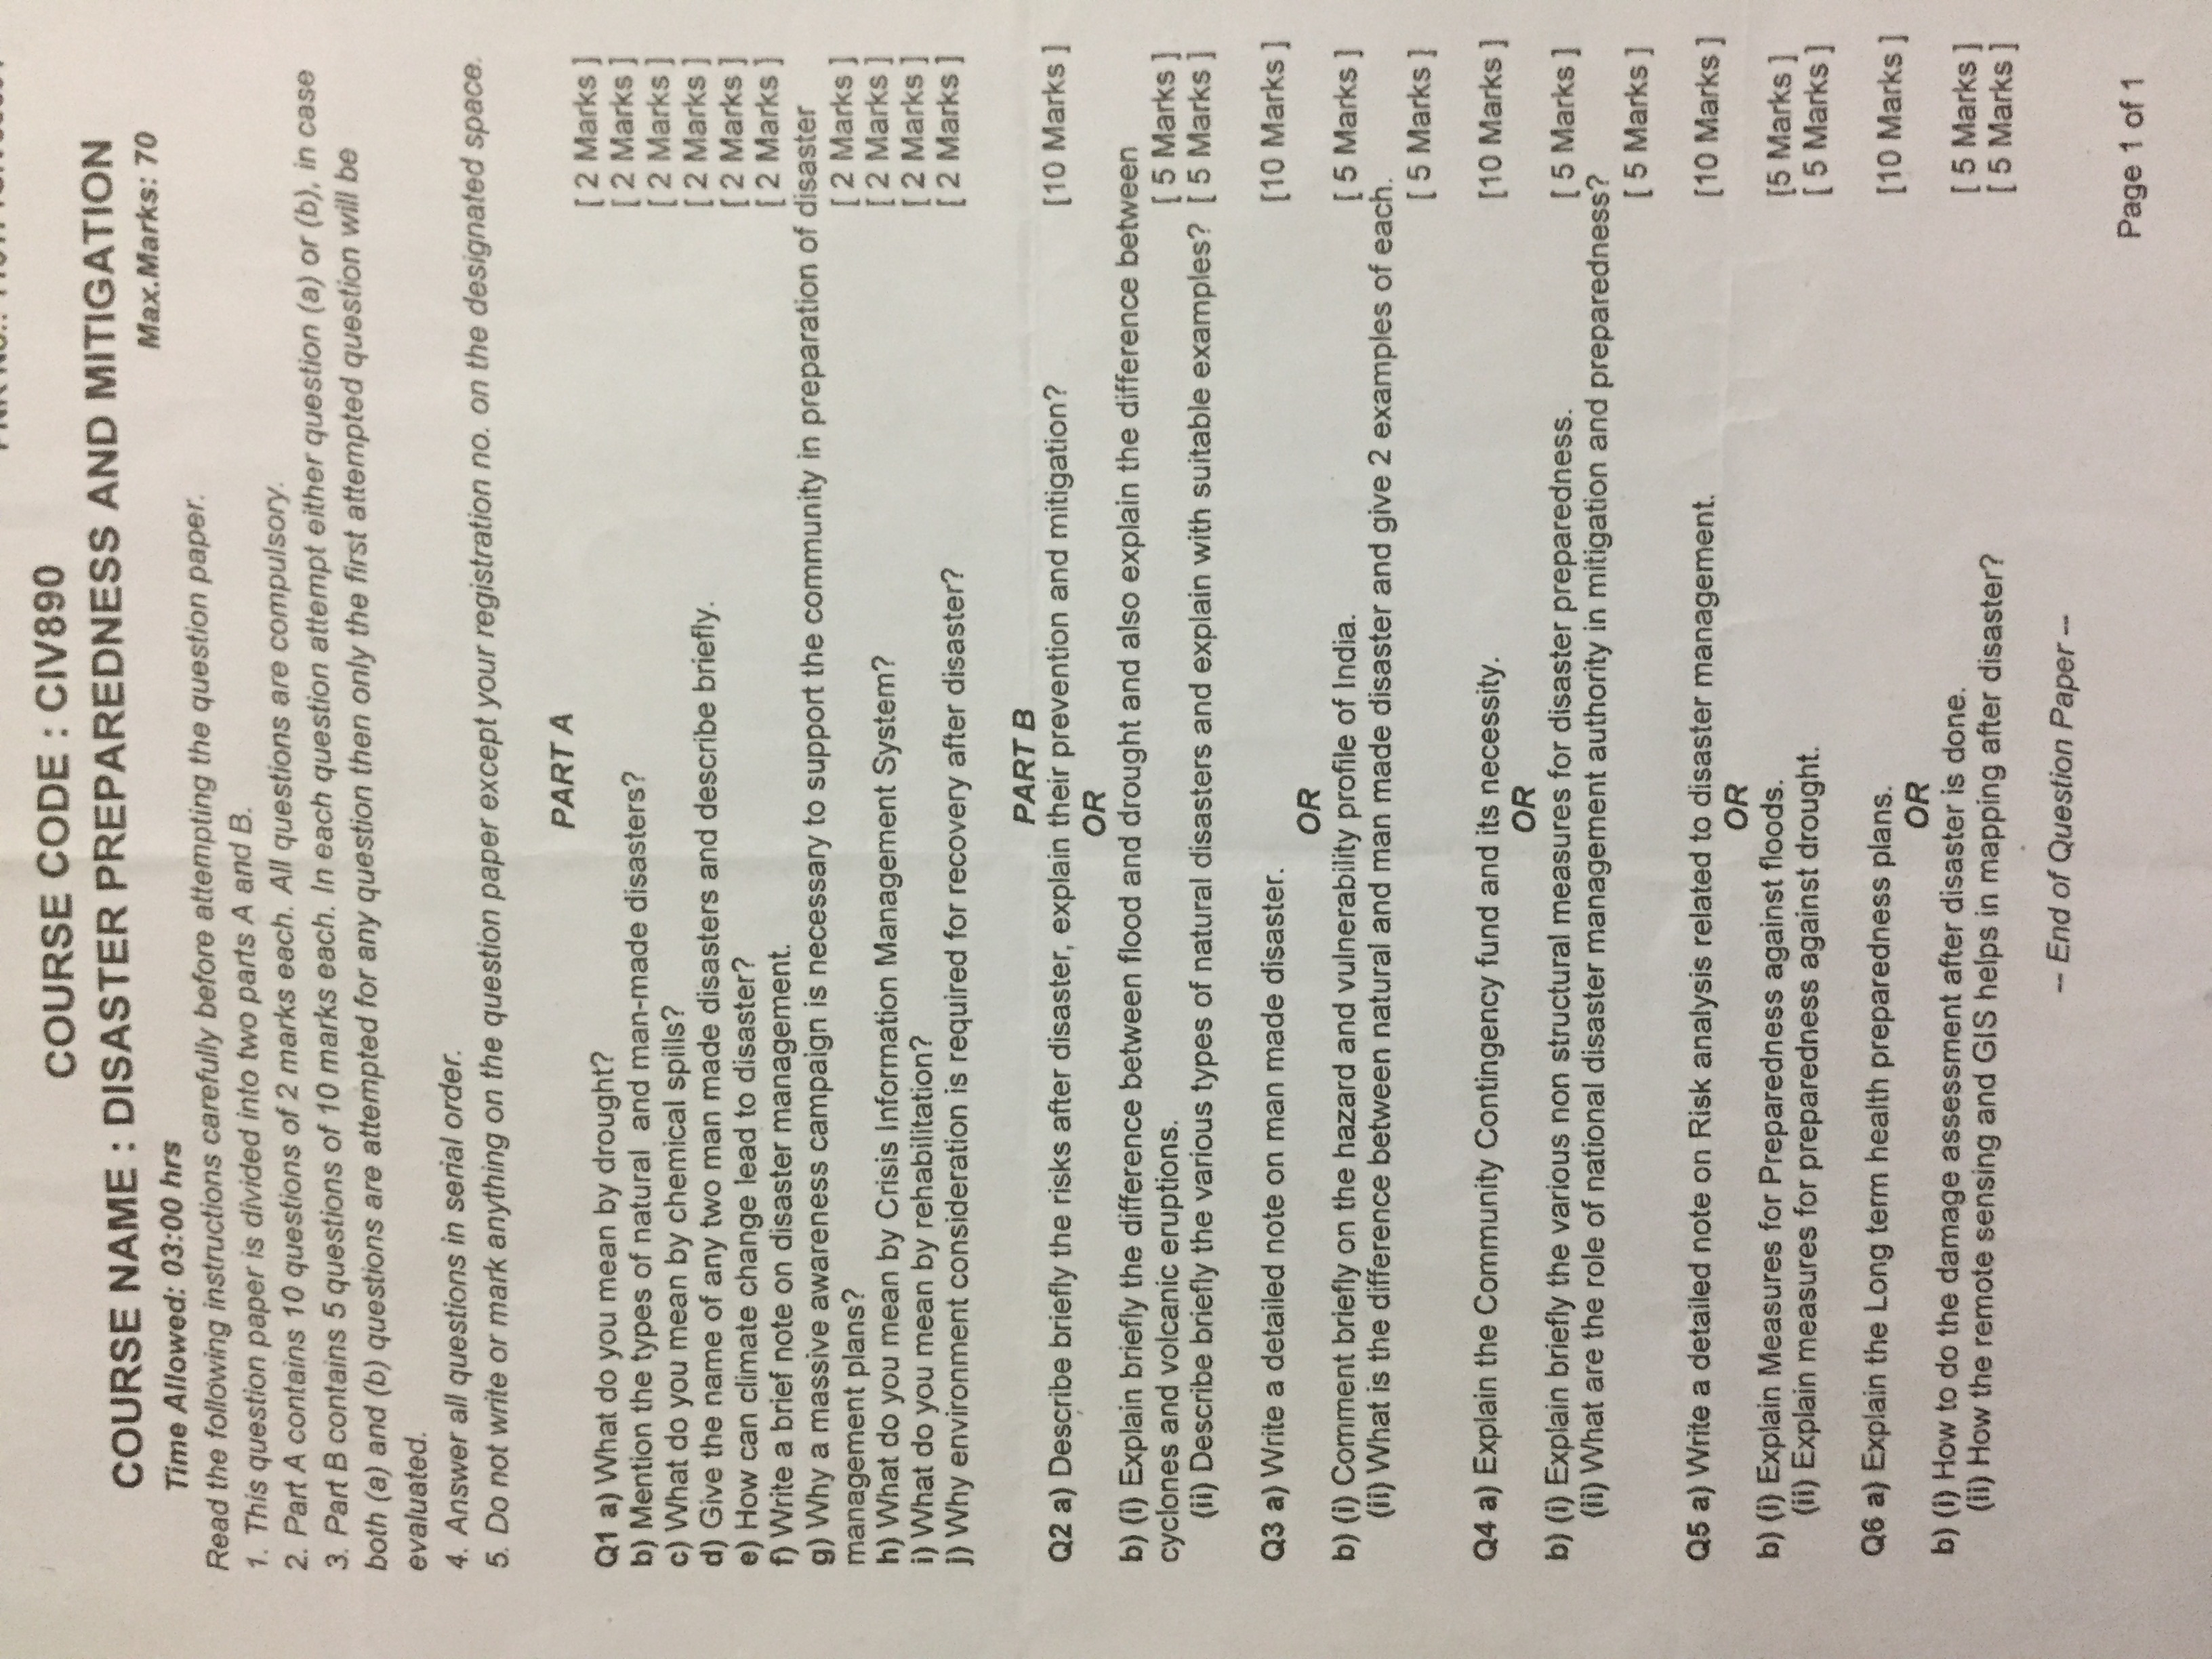 COURSE CODE : CIV890
COURSE NAME : DISASTER PREPAREDNESS AND MITIGATION
Time Allowed: 03:00 hrs Max.Marks: 70
Read the following instructions carefully before attempting the question paper.
1. This question paper is divided into two parts A and B.
2. Part A contains 10 questions of 2 marks each. All questions are compulsory.
3. Part B contains 5 questions of 10 marks each. In each question attempt either question (a) or (b), in case
both (a) and (b) questions are attempted for any question then only the first attempted question will be
evaluated.
4. Answer all questions in serial order.
5. Do not write or mark anything on the question paper except your registration no. on the designated space.
PART A
Q1 a) What do you mean by drought? [ 2 Marks ]
b) Mention the types of natural and man-made disasters? [ 2 Marks ]
c) What do you mean by chemical spills? [ 2 Marks ]
d) Give the name of any two man made disasters and describe briefly. [ 2 Marks ]
e) How can climate change lead to disaster? [ 2 Marks ]
f) Write a brief note on disaster management. [ 2 Marks ]
g) Why a massive awareness campaign is necessary to support the community in preparation of disaster
management plans? [ 2 Marks ]
h) What do you mean by Crisis Information Management System? [ 2 Marks ]
i) What do you mean by rehabilitation? [ 2 Marks ]
j) Why environment consideration is required for recovery after disaster? [ 2 Marks ]
PART B
Q2 a) Describe briefly the risks after disaster, explain their prevention and mitigation? [10 Marks ]
OR
b) (i) Explain briefly the difference between flood and drought and also explain the difference between
cyclones and volcanic eruptions. [ 5 Marks ]
(ii) Describe briefly the various types of natural disasters and explain with suitable examples? [ 5 Marks ]
Q3 a) Write a detailed note on man made disaster. [10 Marks ]
OR
b) (i) Comment briefly on the hazard and vulnerability profile of India. [ 5 Marks ]
(ii) What is the difference between natural and man made disaster and give 2 examples of each.
[ 5 Marks ]
Q4 a) Explain the Community Contingency fund and its necessity. [10 Marks ]
OR
b) (i) Explain briefly the various non structural measures for disaster preparedness. [ 5 Marks ]
(ii) What are the role of national disaster management authority in mitigation and preparedness?
[ 5 Marks ]
Q5 a) Write a detailed note on Risk analysis related to disaster management. [10 Marks ]
OR
b) (i) Explain Measures for Preparedness against floods. [5 Marks ]
(ii) Explain measures for preparedness against drought. [ 5 Marks ]
Q6 a) Explain the Long term health preparedness plans. [10 Marks ]
OR
b) (i) How to do the damage assessment after disaster is done. [ 5 Marks ]
(ii) How the remote sensing and GIS helps in mapping after disaster? [ 5 Marks ]
-- End of Question Paper --
Page 1 of 1